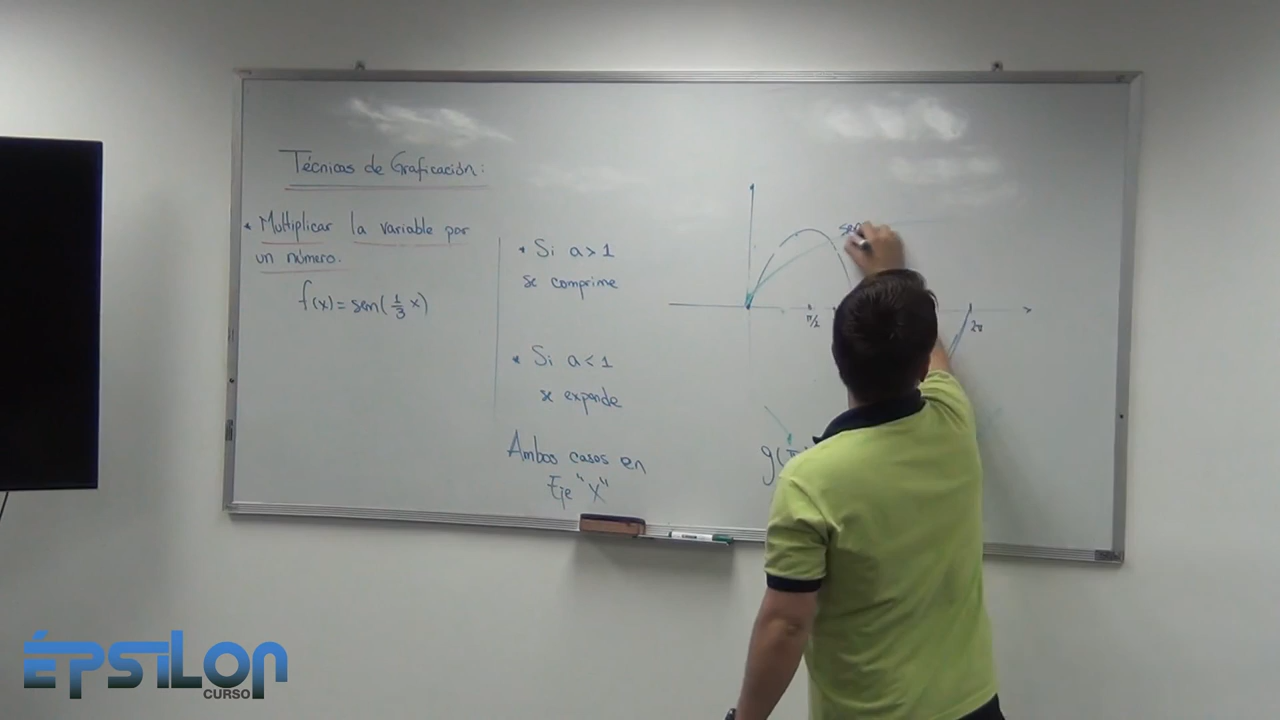 Técnicas de Graficación:
* Multiplicar la variable por
un número.
f(x) = sen(1/3 x)
* Si a > 1
se comprime
* Si a < 1
se expande
Ambos casos en
Eje "X"
sen
π/2
2π
g(π
ÉPSILON
CURSO